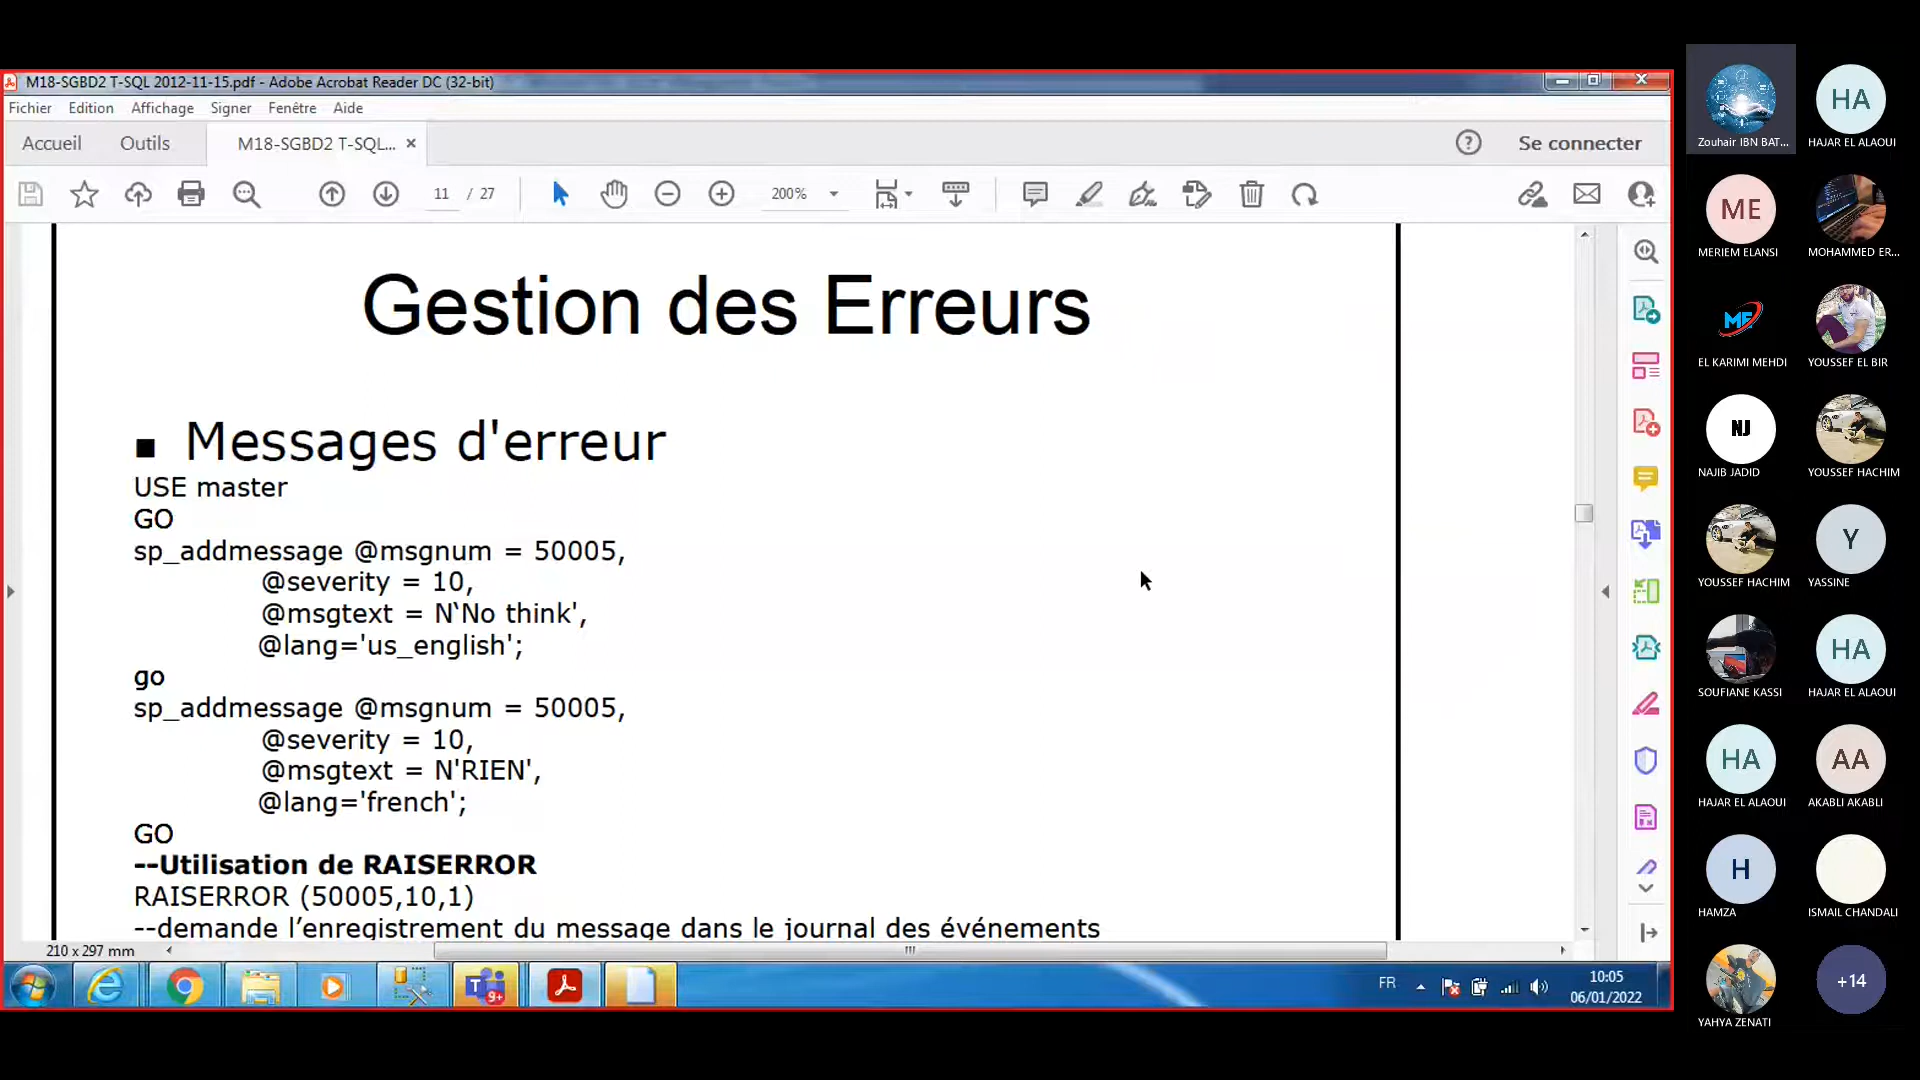 M18-SGBD2 T-SQL 2012-11-15.pdf - Adobe Acrobat Reader DC (32-bit)
Fichier Edition Affichage Signer Fenêtre Aide
Accueil Outils M18-SGBD2 T-SQL... × ? Se connecter
11 / 27 200%
Gestion des Erreurs
■ Messages d'erreur
USE master
GO
sp_addmessage @msgnum = 50005,
@severity = 10,
@msgtext = N‘No think',
@lang='us_english';
go
sp_addmessage @msgnum = 50005,
@severity = 10,
@msgtext = N'RIEN',
@lang='french';
GO
--Utilisation de RAISERROR
RAISERROR (50005,10,1)
--demande l’enregistrement du message dans le journal des événements
210 x 297 mm
T 9+ FR 10:05
06/01/2022
Zouhair IBN BAT...
HA
HAJAR EL ALAOUI
ME
MERIEM ELANSI
MOHAMMED ER...
ME
EL KARIMI MEHDI
YOUSSEF EL BIR
NJ
NAJIB JADID
YOUSSEF HACHIM
YOUSSEF HACHIM
Y
YASSINE
SOUFIANE KASSI
HA
HAJAR EL ALAOUI
HA
HAJAR EL ALAOUI
AA
AKABLI AKABLI
H
HAMZA
ISMAIL CHANDALI
YAHYA ZENATI
+14